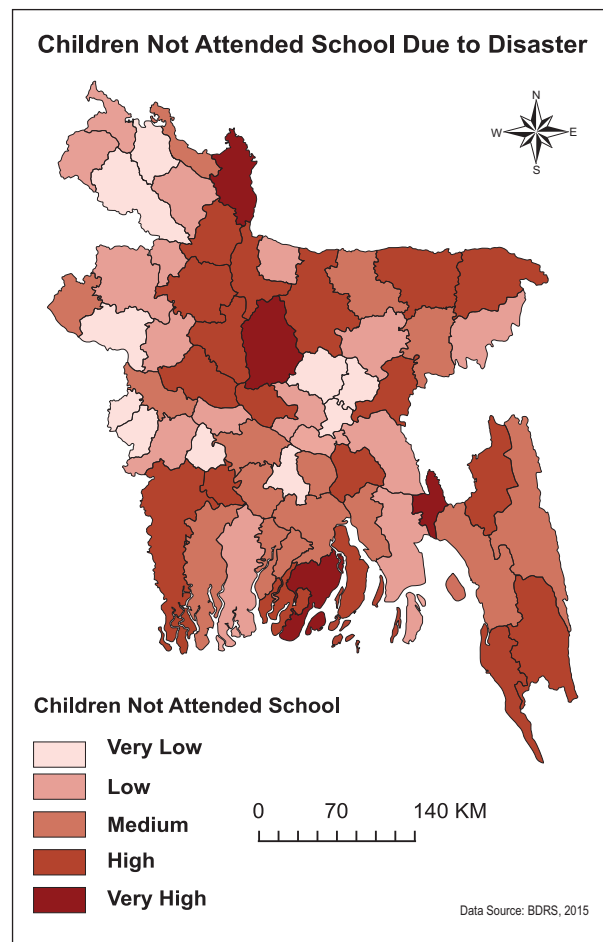 Children Not Attended School Due to Disaster
N
W E
S
Children Not Attended School
Very Low
Low
Medium
High
Very High
0 70 140 KM
Data Source: BDRS, 2015